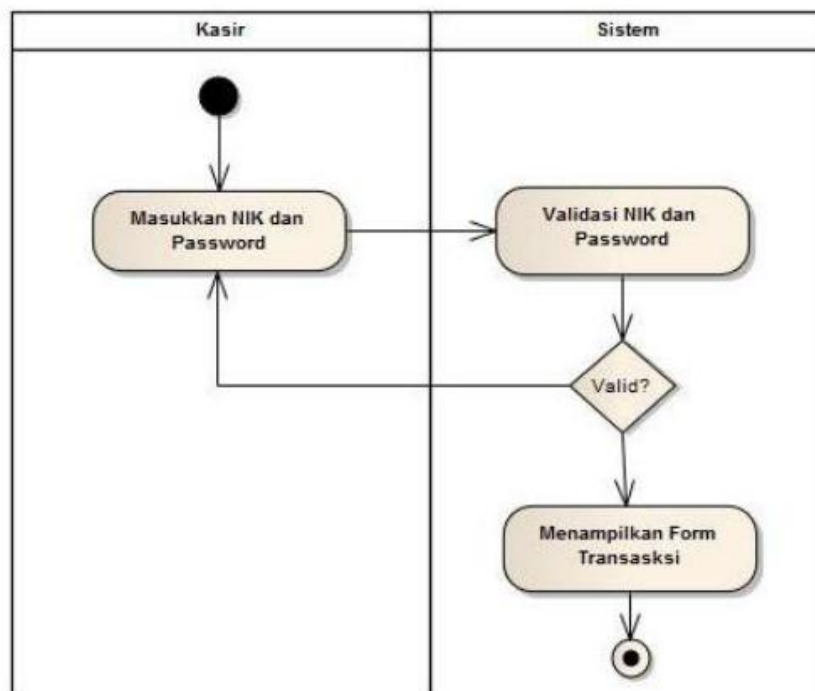 Kasir
Sistem
Masukkan NIK dan
Password
Validasi NIK dan
Password
Valid?
Menampilkan Form
Transasksi